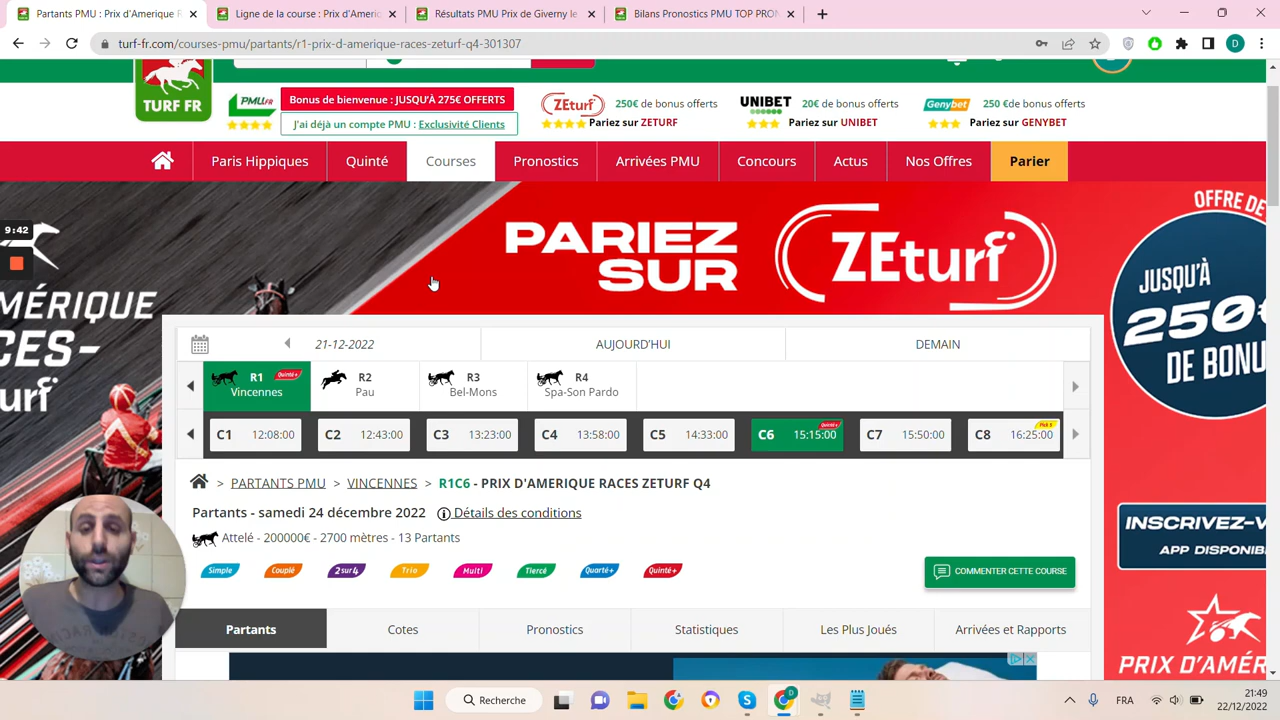 Partants PMU : Prix d'Amerique R
Ligne de la course : Prix d'Ameriq
Résultats PMU Prix de Giverny le
Bilans Pronostics PMU TOP PRON
turf-fr.com/courses-pmu/partants/r1-prix-d-amerique-races-zeturf-q4-301307
TURF FR
PMU.FR
Bonus de bienvenue : JUSQU'À 275€ OFFERTS
J'ai déjà un compte PMU : Exclusivité Clients
ZEturf 250€ de bonus offerts
Pariez sur ZETURF
UNIBET 20€ de bonus offerts
Pariez sur UNIBET
Genybet 250 € de bonus offerts
Pariez sur GENYBET
Paris Hippiques Quinté Courses Pronostics Arrivées PMU Concours Actus Nos Offres Parier
9:42
MÉRIQUE
CES–
turf
PARIEZ
SUR
ZEturf
OFFRE DE
JUSQU'À
250€
DE BONU
21-12-2022 AUJOURD'HUI DEMAIN
R1 Quinté+
Vincennes
R2
Pau
R3
Bel-Mons
R4
Spa-Son Pardo
C1 12:08:00 C2 12:43:00 C3 13:23:00 C4 13:58:00 C5 14:33:00 C6 15:15:00 Quinté+ C7 15:50:00 C8 16:25:00 Pick 5
> PARTANTS PMU > VINCENNES > R1C6 - PRIX D'AMERIQUE RACES ZETURF Q4
Partants - samedi 24 décembre 2022 Détails des conditions
Attelé - 200000€ - 2700 mètres - 13 Partants
Simple Couplé 2sur4 Trio Multi Tiercé Quarté+ Quinté+
COMMENTER CETTE COURSE
INSCRIVEZ-V
APP DISPONIB
PRIX D'AMÉR
Partants Cotes Pronostics Statistiques Les Plus Joués Arrivées et Rapports
Recherche
FRA
21:49
22/12/2022